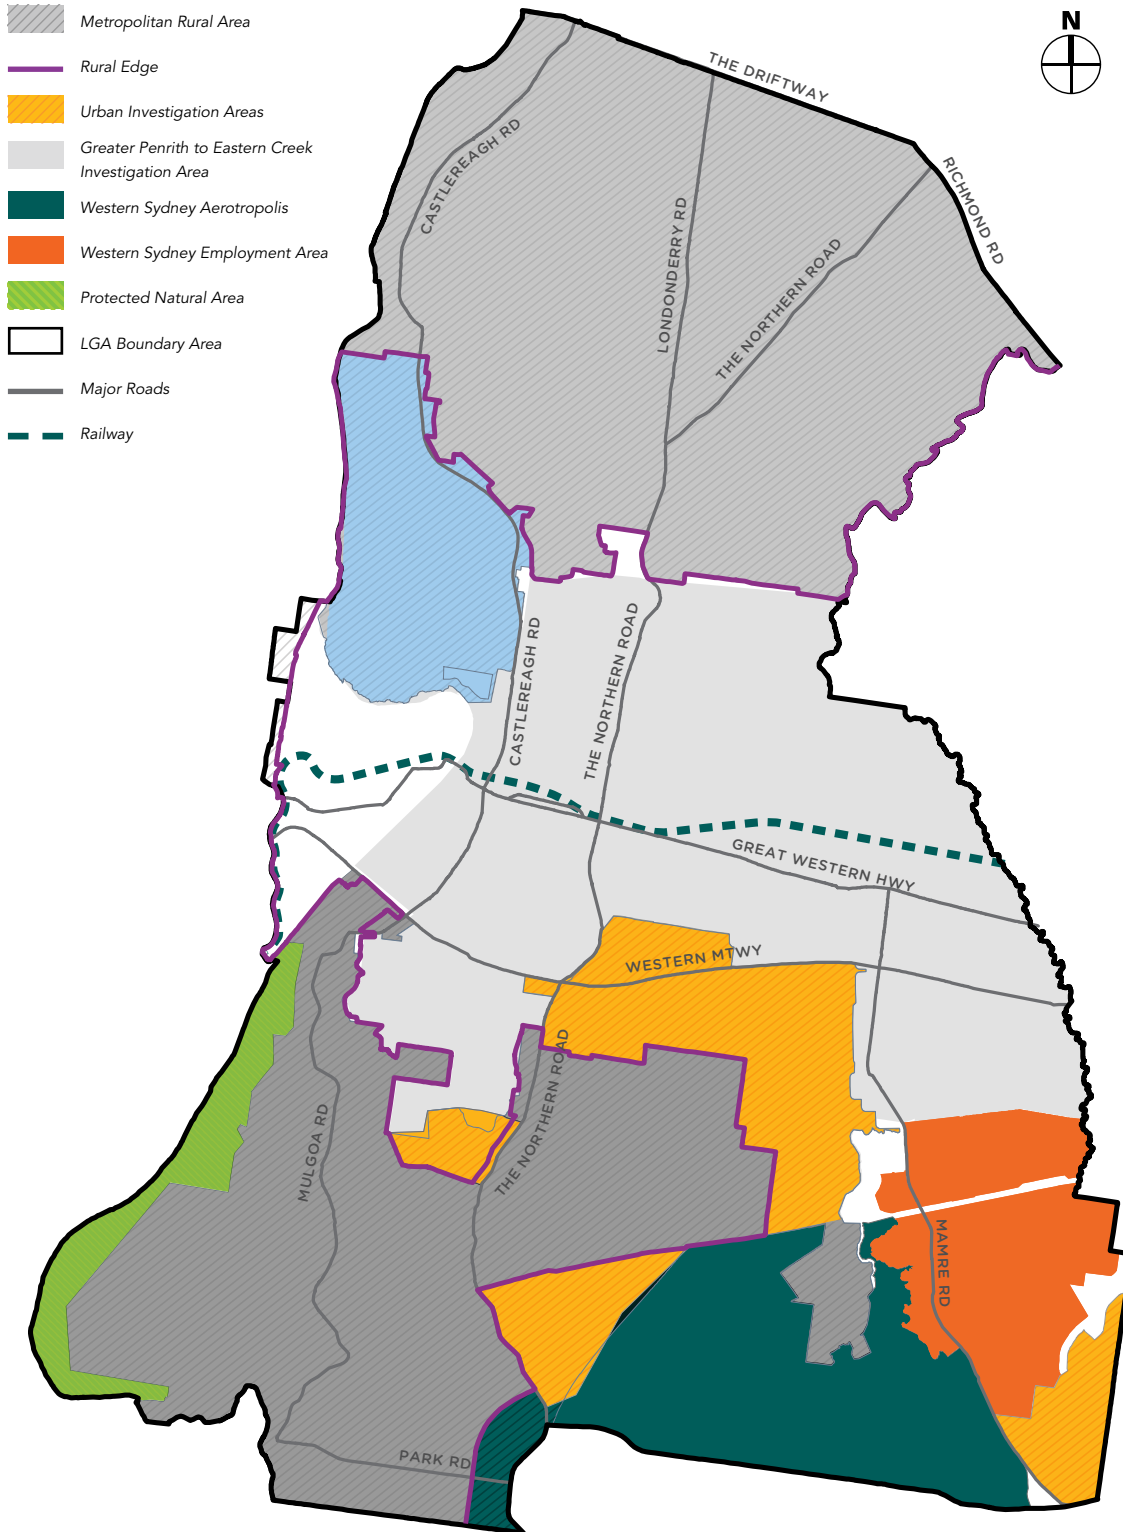 Metropolitan Rural Area
Rural Edge
Urban Investigation Areas
Greater Penrith to Eastern Creek
Investigation Area
Western Sydney Aerotropolis
Western Sydney Employment Area
Protected Natural Area
LGA Boundary Area
Major Roads
Railway
N
THE DRIFTWAY
CASTLEREAGH RD
RICHMOND RD
LONDONDERRY RD
THE NORTHERN ROAD
CASTLEREAGH RD
THE NORTHERN ROAD
GREAT WESTERN HWY
WESTERN MTWY
THE NORTHERN ROAD
MULGOA RD
MAMRE RD
PARK RD